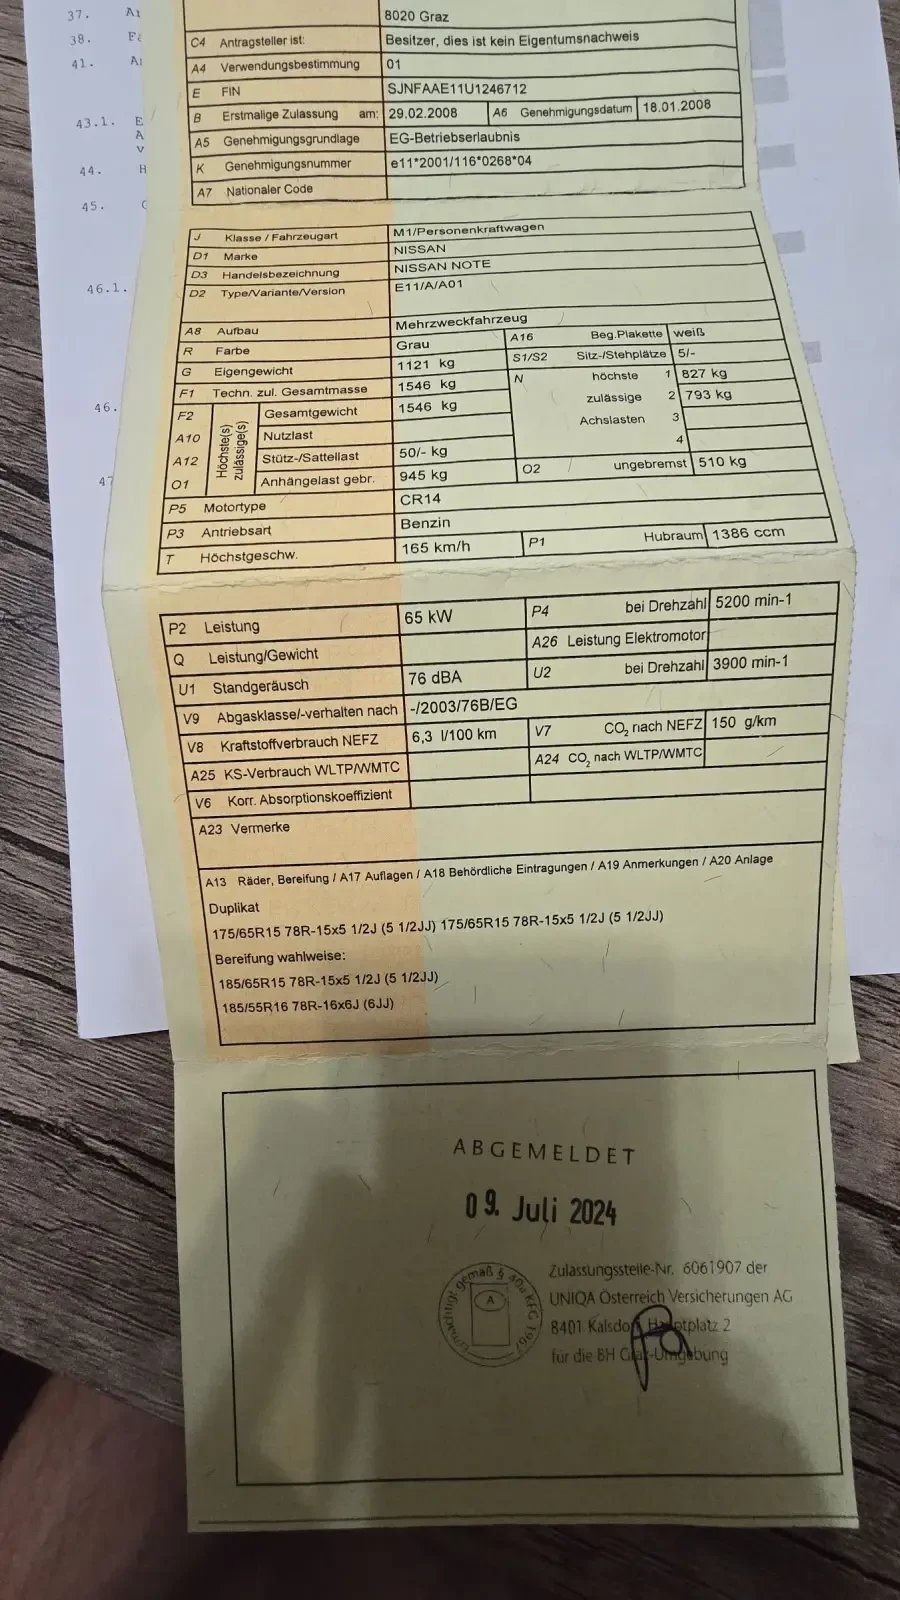 37. A
38. F
41. A
43.1. E
A
v
44. H
45.
46.1.
46.
47
8020 Graz
C4 Antragsteller ist: Besitzer, dies ist kein Eigentumsnachweis
A4 Verwendungsbestimmung 01
E FIN SJNFAAE11U1246712
B Erstmalige Zulassung am: 29.02.2008 A6 Genehmigungsdatum 18.01.2008
A5 Genehmigungsgrundlage EG-Betriebserlaubnis
K Genehmigungsnummer e11*2001/116*0268*04
A7 Nationaler Code
J Klasse / Fahrzeugart M1/Personenkraftwagen
D1 Marke NISSAN
D3 Handelsbezeichnung NISSAN NOTE
D2 Type/Variante/Version E11/A/A01
A8 Aufbau Mehrzweckfahrzeug
R Farbe Grau A16 Beg.Plakette weiß
G Eigengewicht 1121 kg S1/S2 Sitz-/Stehplätze 5/-
F1 Techn. zul. Gesamtmasse 1546 kg N höchste 1 827 kg
F2 Höchste(s) zulässige(s) Gesamtgewicht 1546 kg zulässige 2 793 kg
A10 Nutzlast Achslasten 3
A12 Stütz-/Sattellast 50/- kg 4
O1 Anhängelast gebr. 945 kg O2 ungebremst 510 kg
P5 Motortype CR14
P3 Antriebsart Benzin
T Höchstgeschw. 165 km/h P1 Hubraum 1386 ccm
P2 Leistung 65 kW P4 bei Drehzahl 5200 min-1
Q Leistung/Gewicht A26 Leistung Elektromotor
U1 Standgeräusch 76 dBA U2 bei Drehzahl 3900 min-1
V9 Abgasklasse/-verhalten nach -/2003/76B/EG
V8 Kraftstoffverbrauch NEFZ 6,3 l/100 km V7 CO2 nach NEFZ 150 g/km
A25 KS-Verbrauch WLTP/WMTC A24 CO2 nach WLTP/WMTC
V6 Korr. Absorptionskoeffizient
A23 Vermerke
A13 Räder, Bereifung / A17 Auflagen / A18 Behördliche Eintragungen / A19 Anmerkungen / A20 Anlage
Duplikat
175/65R15 78R-15x5 1/2J (5 1/2JJ) 175/65R15 78R-15x5 1/2J (5 1/2JJ)
Bereifung wahlweise:
185/65R15 78R-15x5 1/2J (5 1/2JJ)
185/55R16 78R-16x6J (6JJ)
ABGEMELDET
09. Juli 2024
Ermächtigt gemäß § 40a KFG 1967
A
Zulassungsstelle-Nr. 6061907 der
UNIQA Österreich Versicherungen AG
8401 Kalsdorf, Hauptplatz 2
für die BH Graz-Umgebung